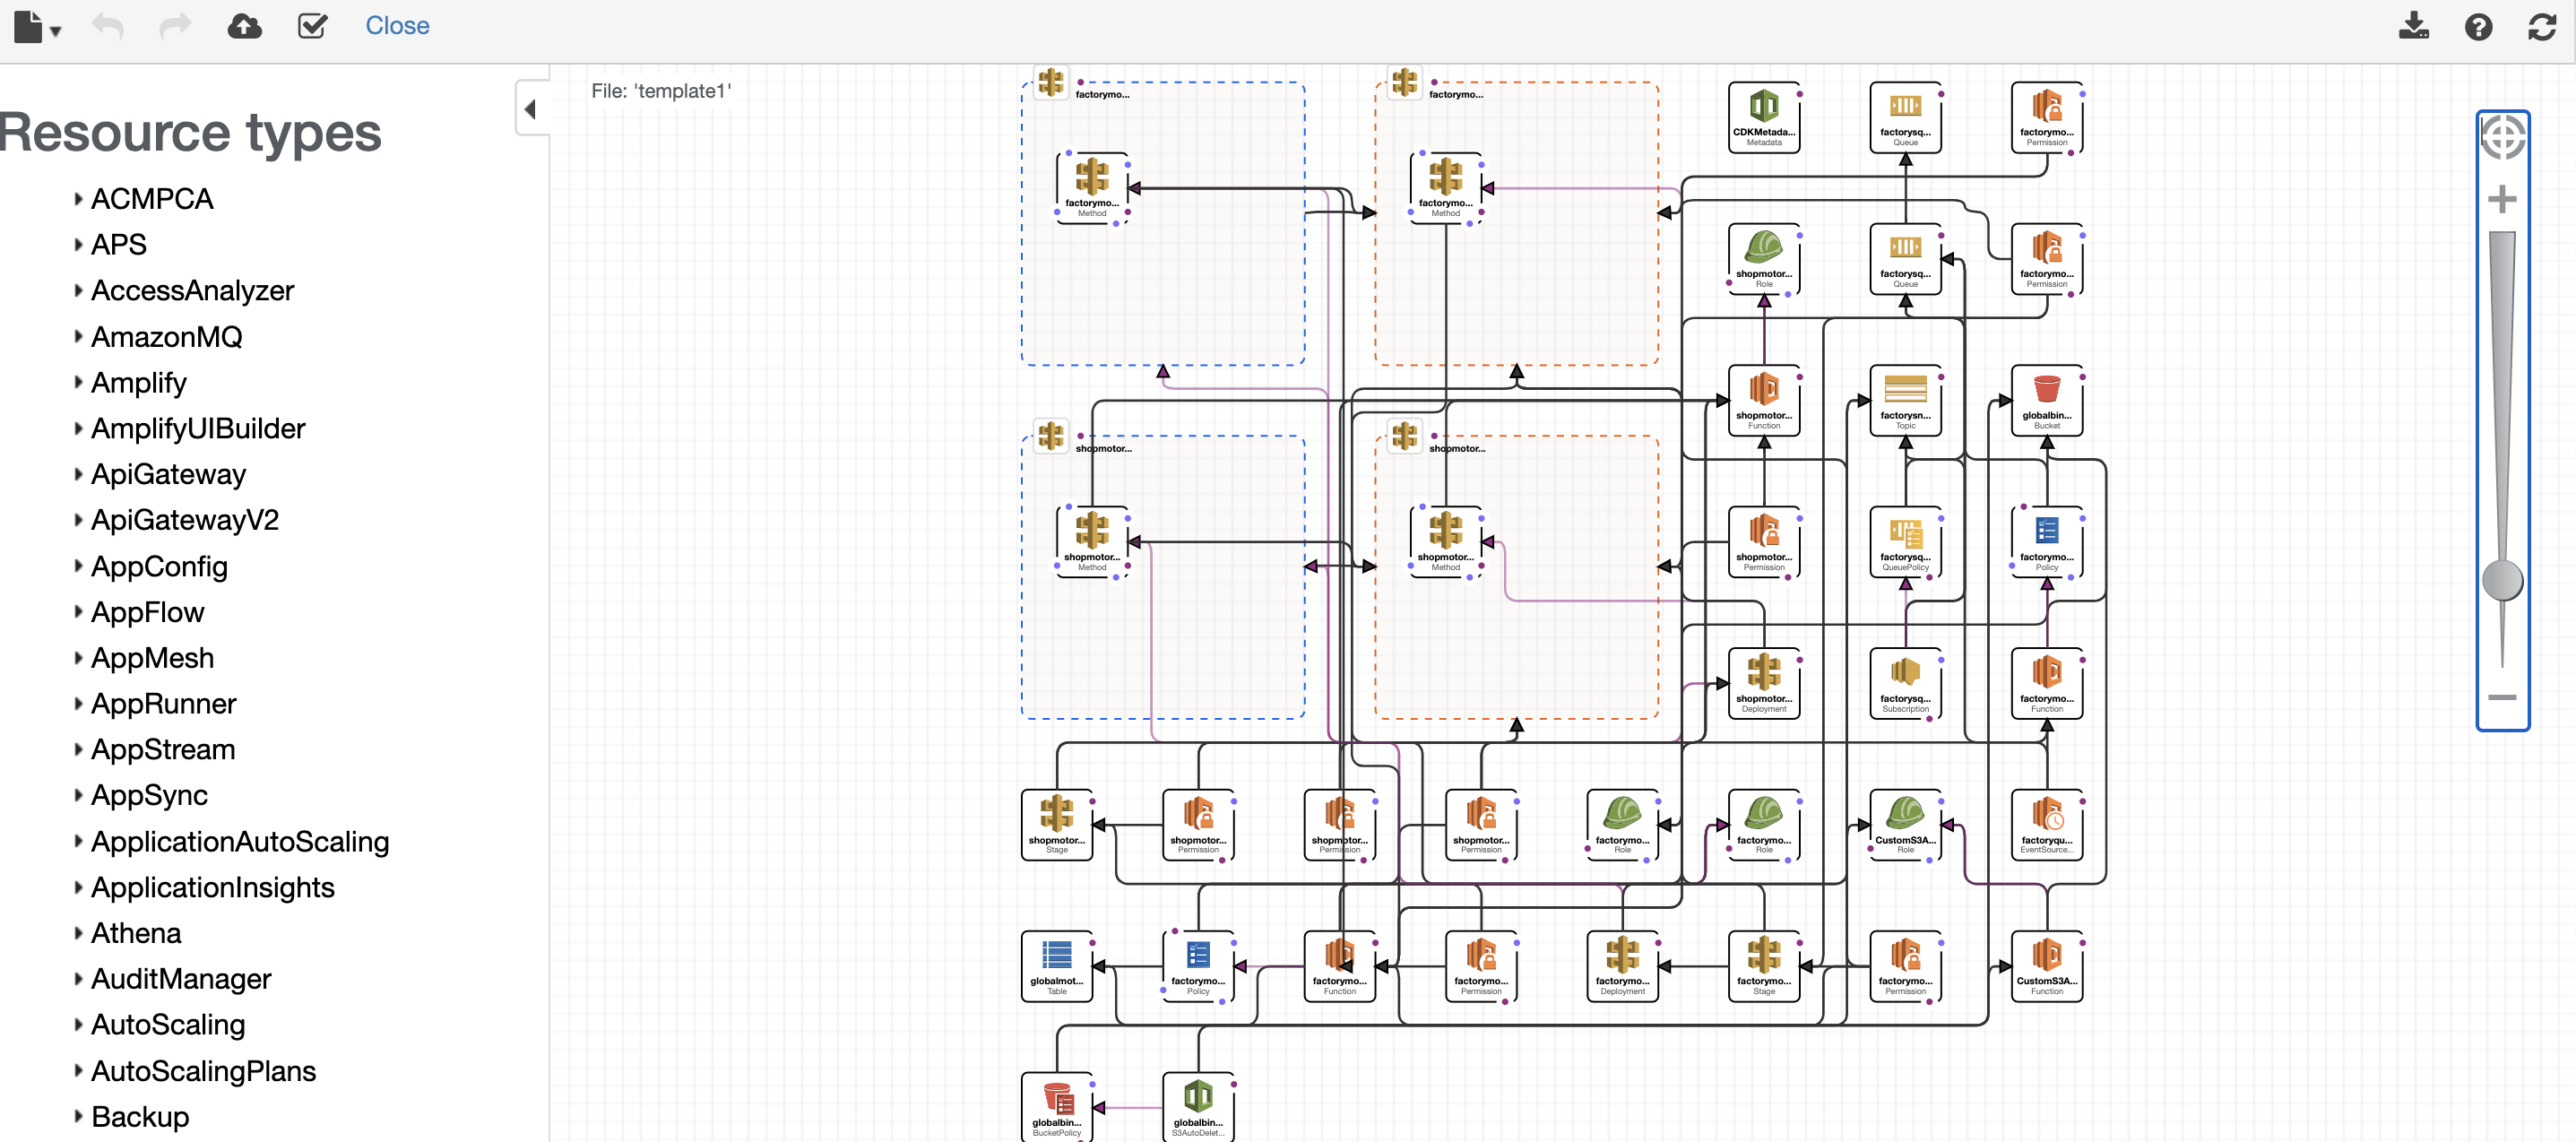 Close
File: 'template1'
Resource types
ACMPCA
APS
AccessAnalyzer
AmazonMQ
Amplify
AmplifyUIBuilder
ApiGateway
ApiGatewayV2
AppConfig
AppFlow
AppMesh
AppRunner
AppStream
AppSync
ApplicationAutoScaling
ApplicationInsights
Athena
AuditManager
AutoScaling
AutoScalingPlans
Backup
factorymo...
factorymo...
CDKMetada...
Metadata
factorysq...
Queue
factorymo...
Permission
factorymo...
Method
factorymo...
Method
shopmotor...
Role
factorysq...
Queue
factorymo...
Permission
shopmotor...
Function
factorysn...
Topic
globalbin...
Bucket
shopmotor...
shopmotor...
shopmotor...
Method
shopmotor...
Method
shopmotor...
Permission
factorysq...
QueuePolicy
factorymo...
Policy
shopmotor...
Deployment
factorysq...
Subscription
factorymo...
Function
shopmotor...
Stage
shopmotor...
Permission
shopmotor...
Permission
shopmotor...
Permission
factorymo...
Role
factorymo...
Role
CustomS3A...
Role
factoryqu...
EventSource...
globalmot...
Table
factorymo...
Policy
factorymo...
Function
factorymo...
Permission
factorymo...
Deployment
factorymo...
Stage
factorymo...
Permission
CustomS3A...
Function
globalbin...
BucketPolicy
globalbin...
S3AutoDelet...